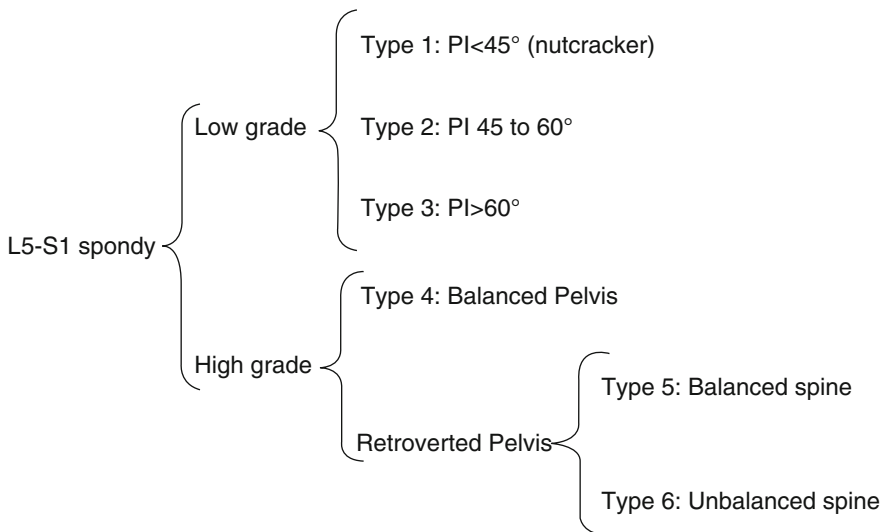 Type 1: PI<45° (nutcracker)
Low grade
Type 2: PI 45 to 60°
Type 3: PI>60°
L5-S1 spondy
Type 4: Balanced Pelvis
High grade
Type 5: Balanced spine
Retroverted Pelvis
Type 6: Unbalanced spine